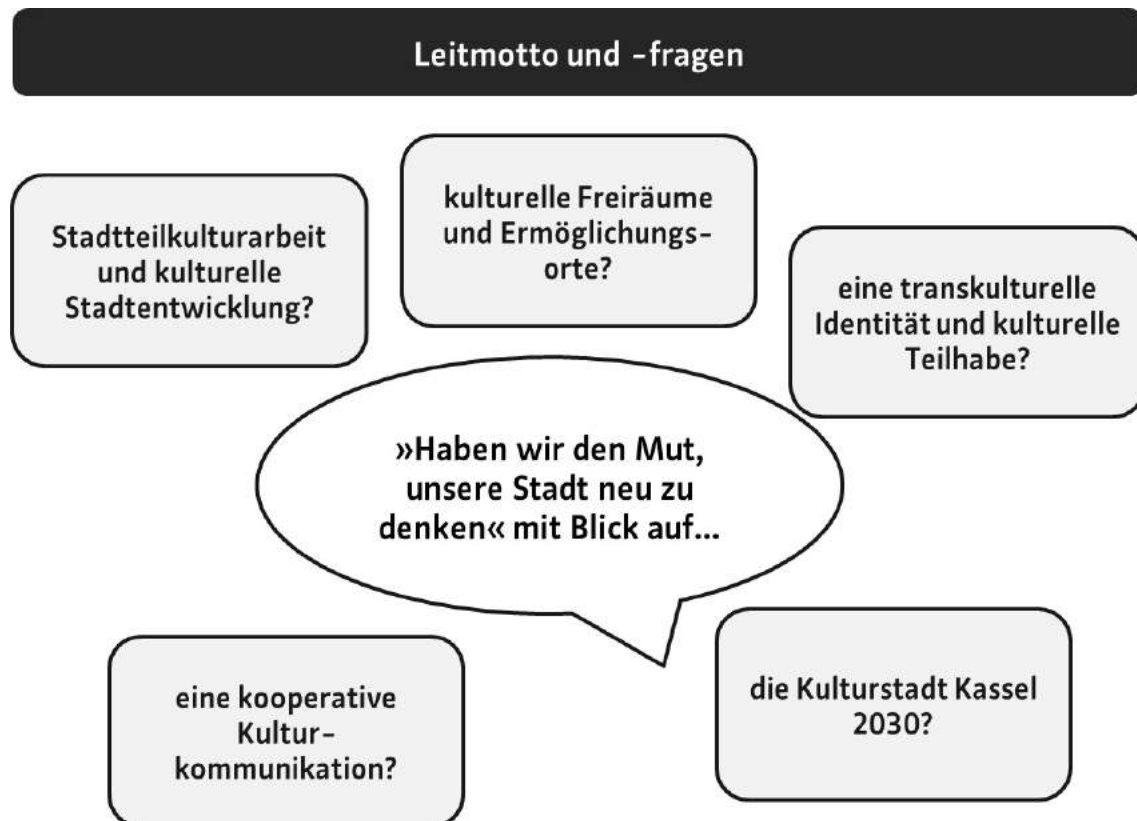 Leitmotto und -fragen
Stadtteilkulturarbeit
und kulturelle
Stadtentwicklung?
kulturelle Freiräume
und Ermöglichungs-
orte?
eine transkulturelle
Identität und kulturelle
Teilhabe?
»Haben wir den Mut,
unsere Stadt neu zu
denken« mit Blick auf...
eine kooperative
Kultur-
kommunikation?
die Kulturstadt Kassel
2030?